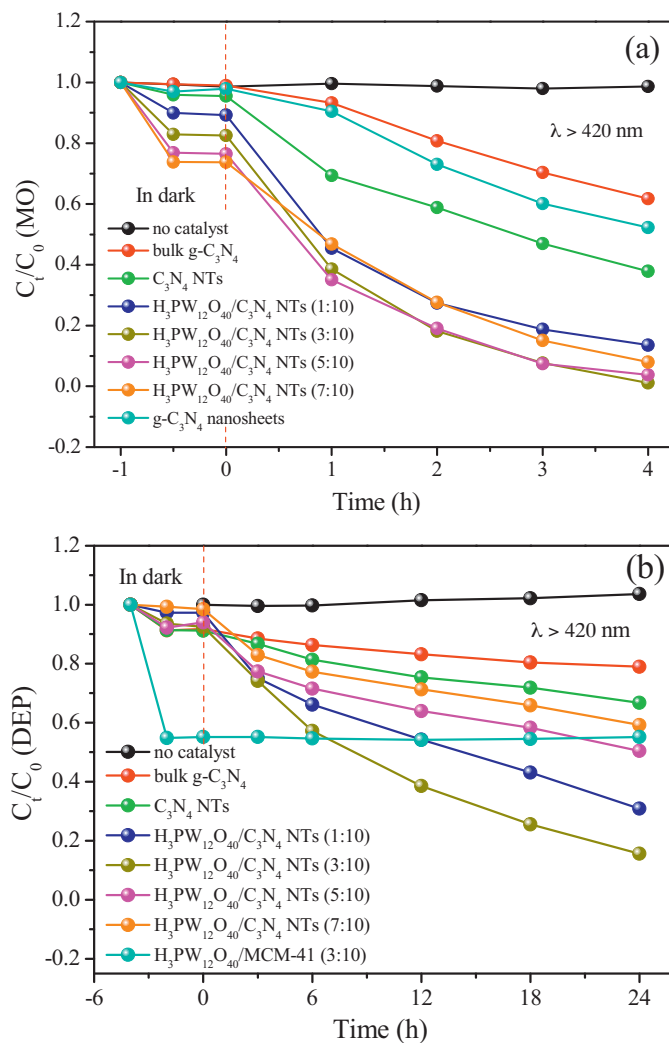 1.2
(a)
1.0
λ > 420 nm
0.8
0.6
In dark
no catalyst
0.4
bulk g-C₃N₄
C₃N₄ NTs
0.2
H₃PW₁₂O₄₀/C₃N₄ NTs (1:10)
H₃PW₁₂O₄₀/C₃N₄ NTs (3:10)
H₃PW₁₂O₄₀/C₃N₄ NTs (5:10)
0.0
H₃PW₁₂O₄₀/C₃N₄ NTs (7:10)
g-C₃N₄ nanosheets
-0.2
Cₜ/C₀ (MO)
-1 0 1 2 3 4
Time (h)
1.2
In dark
(b)
1.0
λ > 420 nm
0.8
0.6
no catalyst
bulk g-C₃N₄
0.4
C₃N₄ NTs
H₃PW₁₂O₄₀/C₃N₄ NTs (1:10)
0.2
H₃PW₁₂O₄₀/C₃N₄ NTs (3:10)
H₃PW₁₂O₄₀/C₃N₄ NTs (5:10)
0.0
H₃PW₁₂O₄₀/C₃N₄ NTs (7:10)
H₃PW₁₂O₄₀/MCM-41 (3:10)
-0.2
Cₜ/C₀ (DEP)
-6 0 6 12 18 24
Time (h)